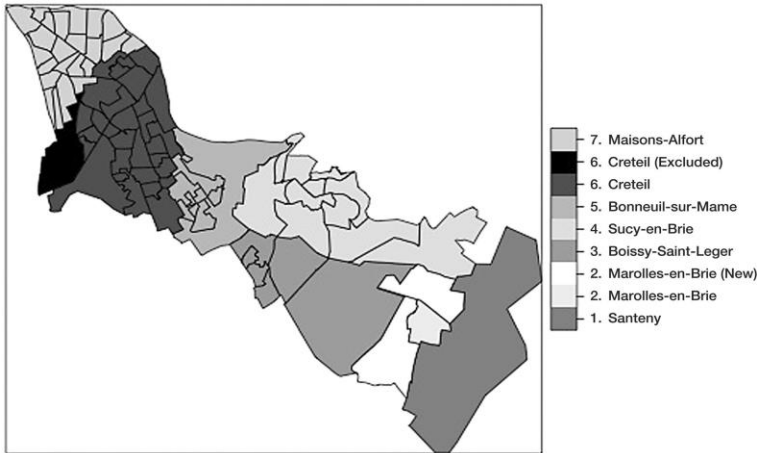 7. Maisons-Alfort
6. Creteil (Excluded)
6. Creteil
5. Bonneuil-sur-Mame
4. Sucy-en-Brie
3. Boissy-Saint-Leger
2. Marolles-en-Brie (New)
2. Marolles-en-Brie
1. Santeny